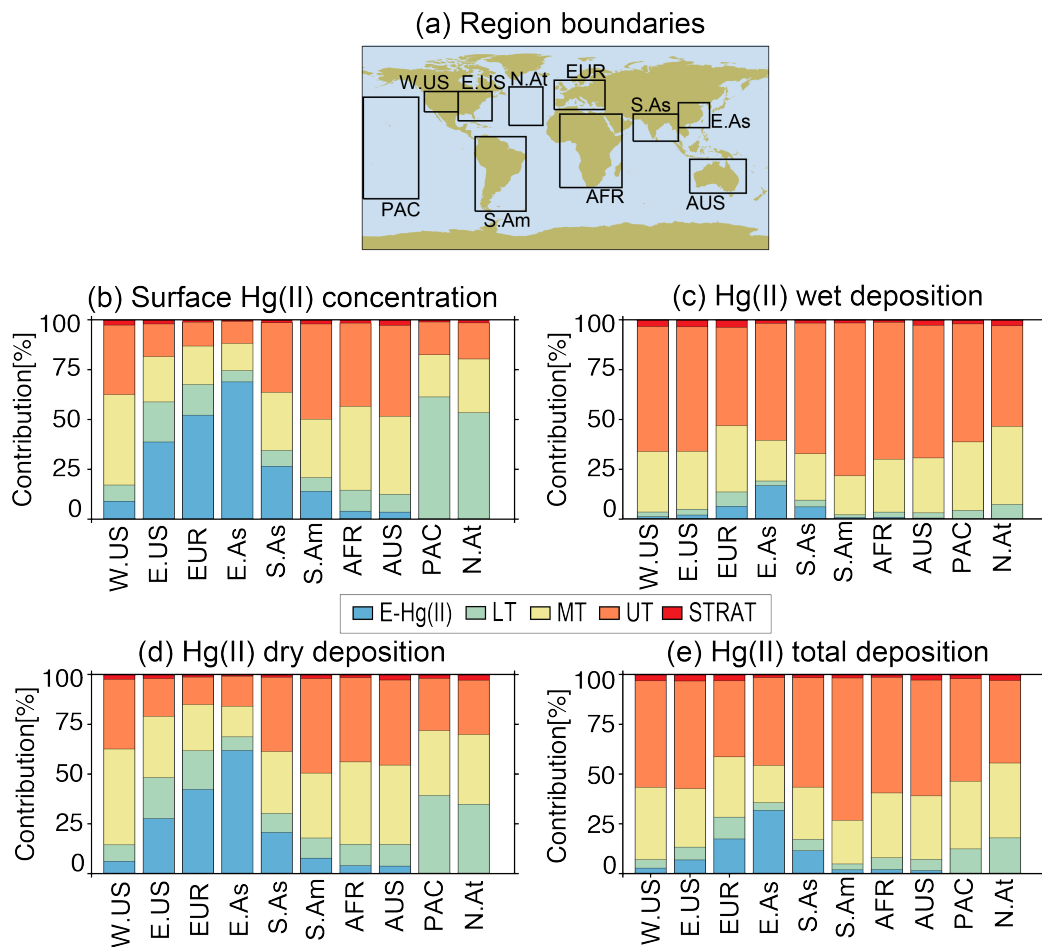 (a) Region boundaries
W.US
E.US
N.At
EUR
S.As
E.As
PAC
S.Am
AFR
AUS
(b) Surface Hg(II) concentration
Contribution[%]
100
75
50
25
0
W.US
E.US
EUR
E.As
S.As
S.Am
AFR
AUS
PAC
N.At
(c) Hg(II) wet deposition
Contribution[%]
100
75
50
25
0
W.US
E.US
EUR
E.As
S.As
S.Am
AFR
AUS
PAC
N.At
E-Hg(II) LT MT UT STRAT
(d) Hg(II) dry deposition
Contribution[%]
100
75
50
25
0
W.US
E.US
EUR
E.As
S.As
S.Am
AFR
AUS
PAC
N.At
(e) Hg(II) total deposition
Contribution[%]
100
75
50
25
0
W.US
E.US
EUR
E.As
S.As
S.Am
AFR
AUS
PAC
N.At